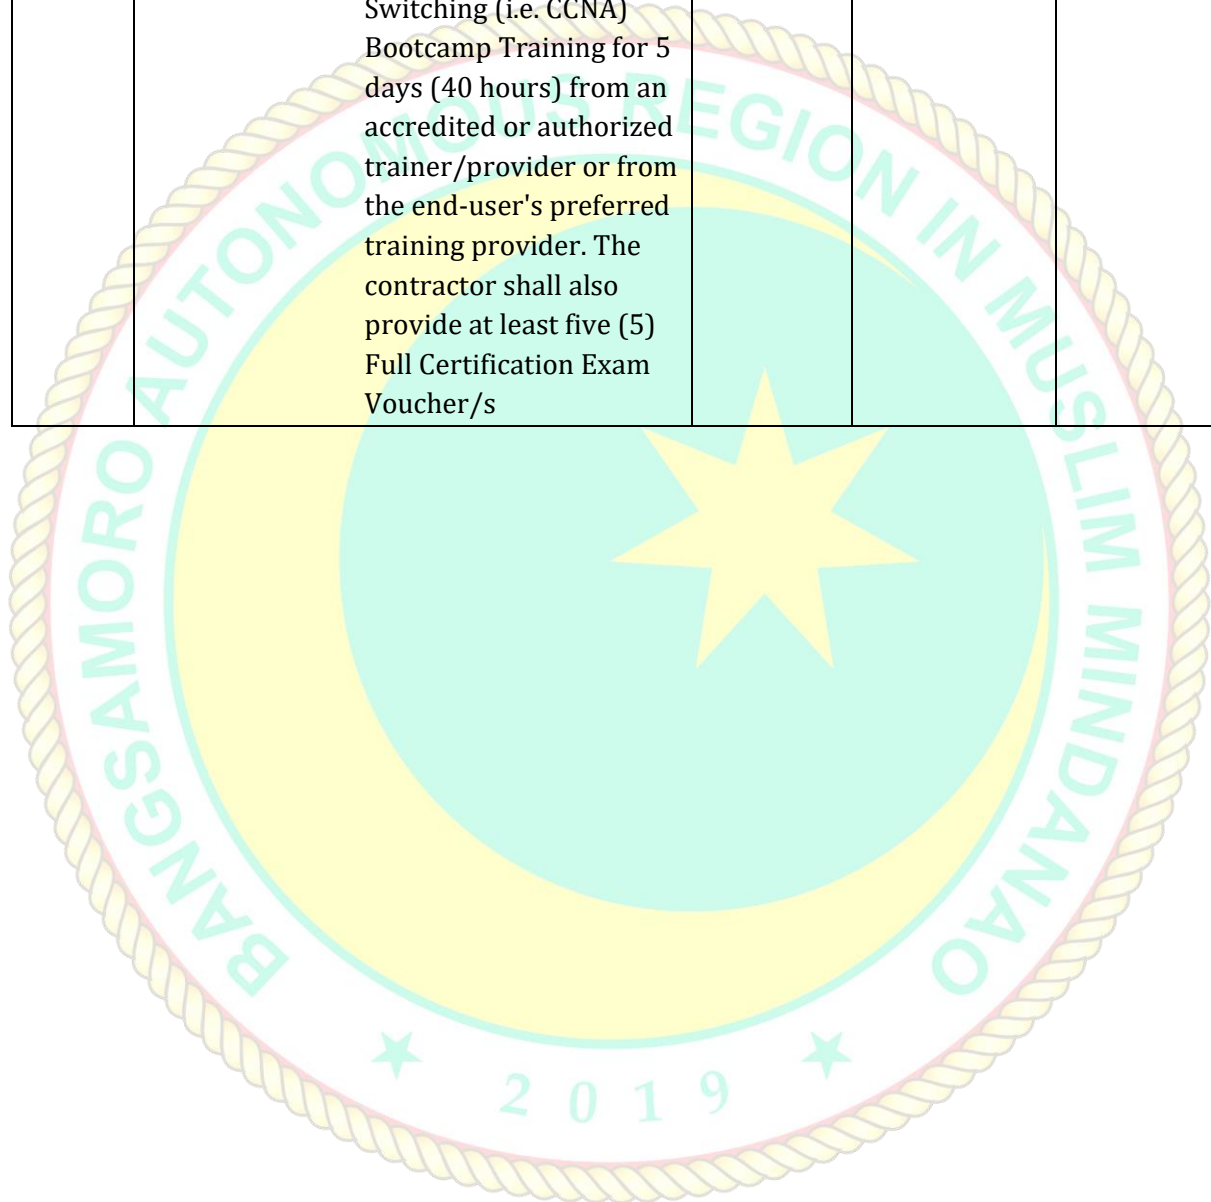 Switching (i.e. CCNA)
Bootcamp Training for 5
days (40 hours) from an
accredited or authorized
trainer/provider or from
the end-user's preferred
training provider. The
contractor shall also
provide at least five (5)
Full Certification Exam
Voucher/s
BANGSAMORO AUTONOMOUS REGION IN MUSLIM MINDANAO
2019